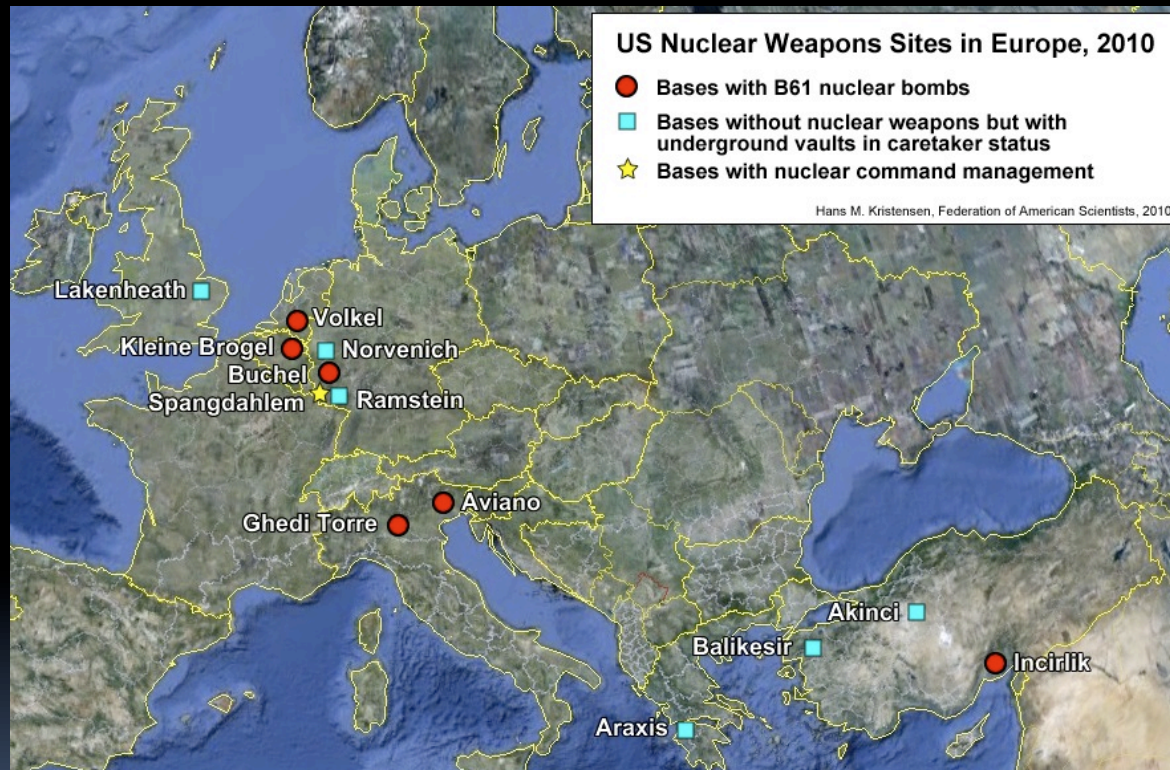 US Nuclear Weapons Sites in Europe, 2010
Bases with B61 nuclear bombs
Bases without nuclear weapons but with
underground vaults in caretaker status
Bases with nuclear command management
Hans M. Kristensen, Federation of American Scientists, 2010
Lakenheath
Volkel
Kleine Brogel
Norvenich
Buchel
Spangdahlem
Ramstein
Aviano
Ghedi Torre
Akinci
Balikesir
Incirlik
Araxis